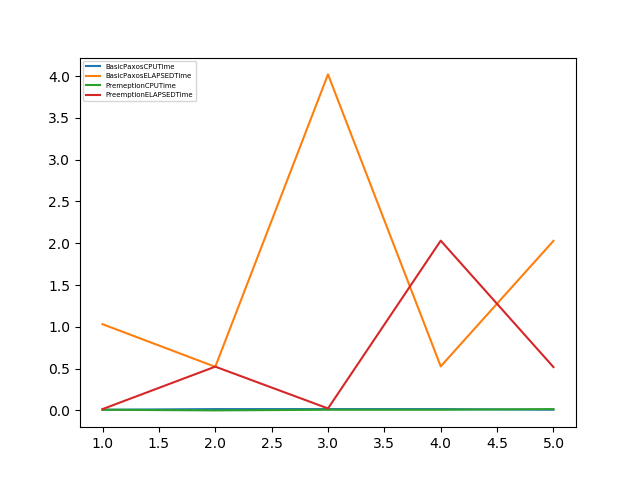 BasicPaxosCPUTime
BasicPaxosELAPSEDTime
PremeptionCPUTime
PreemptionELAPSEDTime
4.0
3.5
3.0
2.5
2.0
1.5
1.0
0.5
0.0
1.0 1.5 2.0 2.5 3.0 3.5 4.0 4.5 5.0